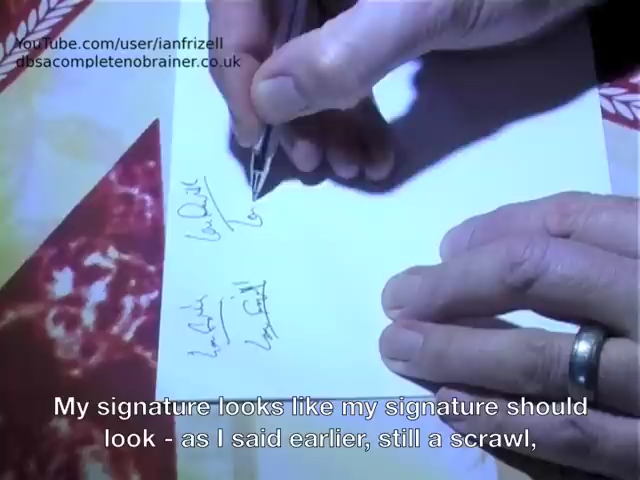 YouTube.com/user/ianfrizell
dbsacompletenobrainer.co.uk
My signature looks like my signature should
look - as I said earlier, still a scrawl,